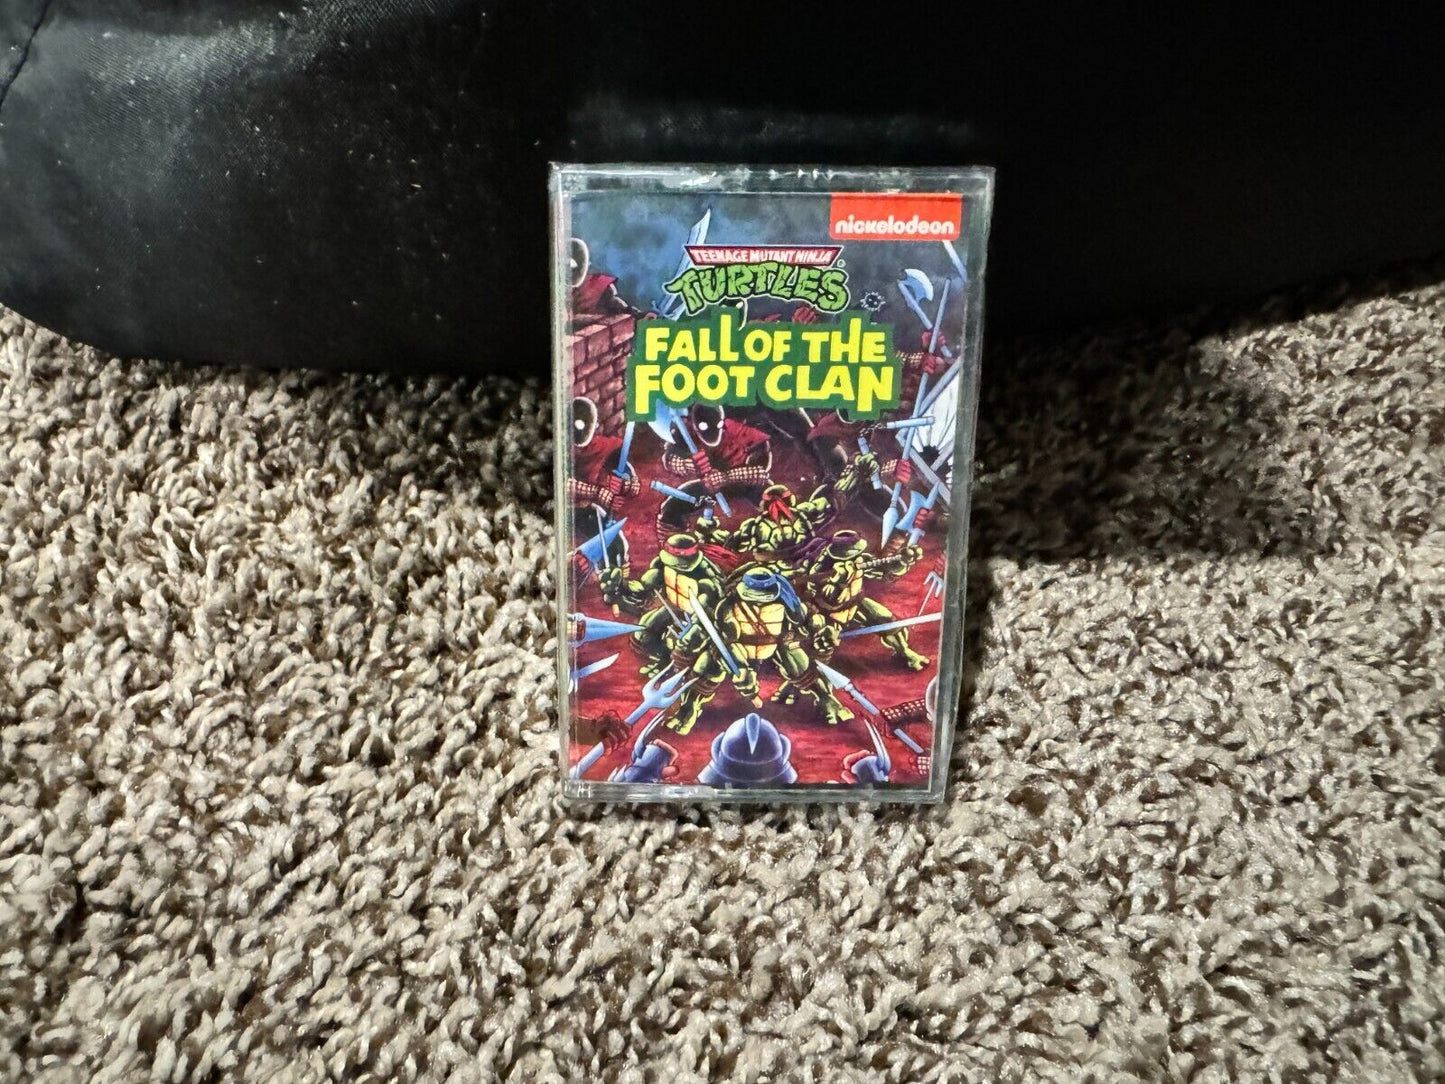 nickelodeon
TEENAGE MUTANT NINJA
TURTLES®
FALL OF THE
FOOT CLAN